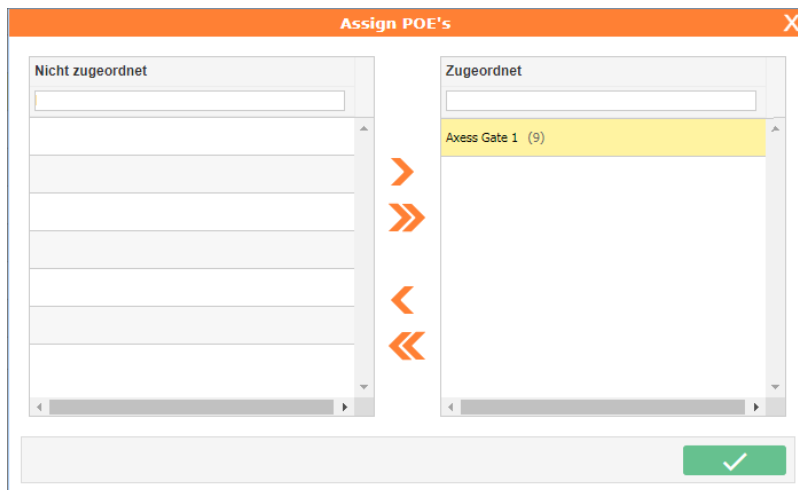 Assign POE's
X
Nicht zugeordnet
Zugeordnet
Axess Gate 1 (9)